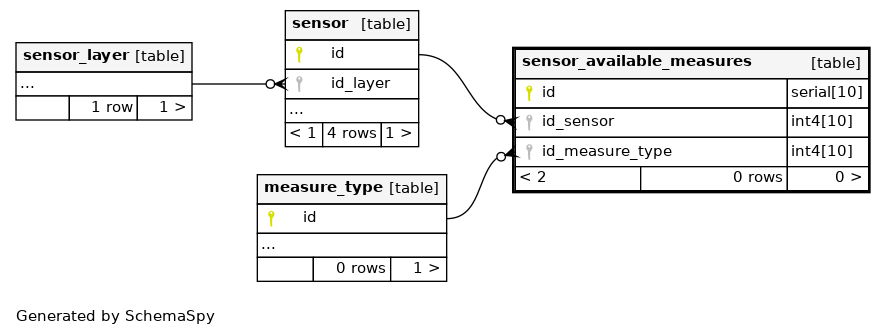 sensor_layer [table]
...
1 row 1 >
sensor [table]
id
id_layer
...
< 1 4 rows 1 >
measure_type [table]
id
...
0 rows 1 >
sensor_available_measures [table]
id serial[10]
id_sensor int4[10]
id_measure_type int4[10]
< 2 0 rows 0 >
Generated by SchemaSpy